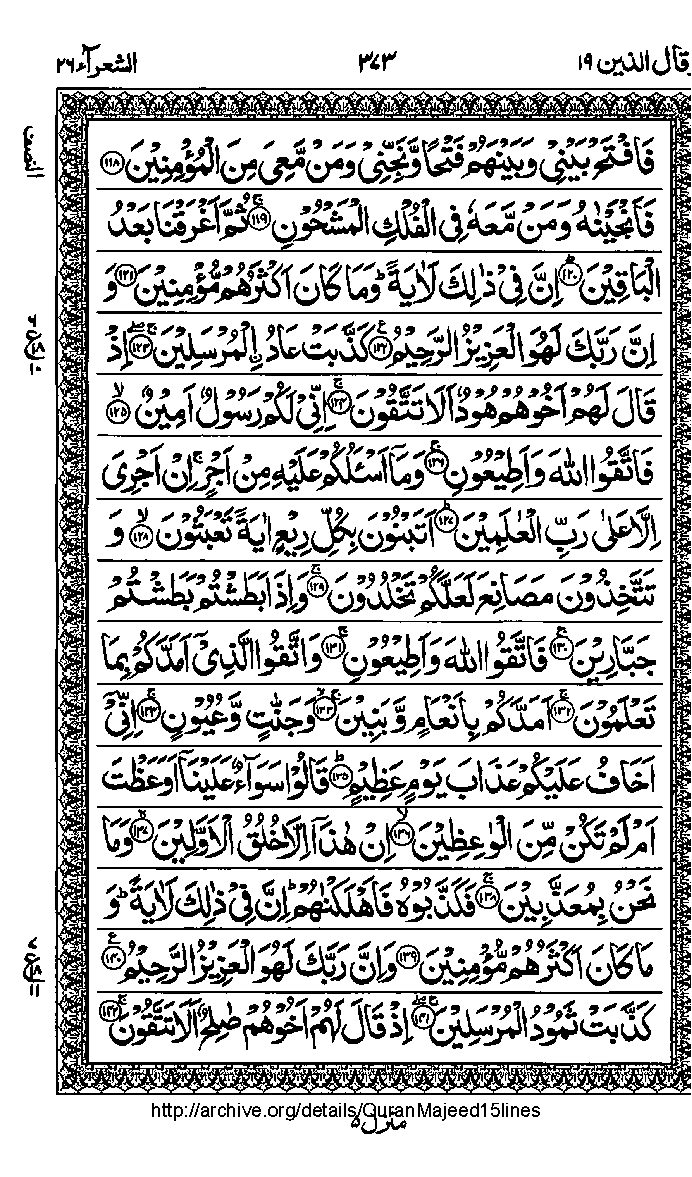 قال الذين ١٩
٣٧٣
الشعرآء ٢٦
فَافْتَحْ بَيْنِيْ وَبَيْنَهُمْ فَتْحًا وَّنَجِّنِيْ وَمَنْ مَّعِيَ مِنَ الْمُؤْمِنِيْنَ ﴿١١٨﴾
النصف
فَاَنْجَيْنٰهُ وَمَنْ مَّعَهٗ فِي الْفُلْكِ الْمَشْحُوْنِ ﴿١١٩﴾ ثُمَّ اَغْرَقْنَا بَعْدُ
الْبَاقِيْنَ ﴿١٢٠﴾ اِنَّ فِيْ ذٰلِكَ لَاٰيَةً ؕ وَمَا كَانَ اَكْثَرُهُمْ مُّؤْمِنِيْنَ ﴿١٢١﴾ وَ
اِنَّ رَبَّكَ لَهُوَ الْعَزِيْزُ الرَّحِيْمُ ﴿١٢٢﴾ كَذَّبَتْ عَادُ ِ۟الْمُرْسَلِيْنَ ﴿١٢٣﴾ اِذْ
قَالَ لَهُمْ اَخُوْهُمْ هُوْدٌ اَلَا تَتَّقُوْنَ ﴿١٢٤﴾ اِنِّيْ لَكُمْ رَسُوْلٌ اَمِيْنٌ ﴿١٢٥﴾
فَاتَّقُوا اللّٰهَ وَاَطِيْعُوْنِ ﴿١٢٦﴾ وَمَاۤ اَسْـَٔلُكُمْ عَلَيْهِ مِنْ اَجْرٍ ۚ اِنْ اَجْرِيَ
اِلَّا عَلٰى رَبِّ الْعٰلَمِيْنَ ﴿١٢٧﴾ اَتَبْنُوْنَ بِكُلِّ رِيْعٍ اٰيَةً تَعْبَثُوْنَ ﴿١٢٨﴾ وَ
تَتَّخِذُوْنَ مَصَانِعَ لَعَلَّكُمْ تَخْلُدُوْنَ ﴿١٢٩﴾ وَاِذَا بَطَشْتُمْ بَطَشْتُمْ
جَبَّارِيْنَ ﴿١٣٠﴾ فَاتَّقُوا اللّٰهَ وَاَطِيْعُوْنِ ﴿١٣١﴾ وَاتَّقُوا الَّذِيْۤ اَمَدَّكُمْ بِمَا
تَعْلَمُوْنَ ﴿١٣٢﴾ اَمَدَّكُمْ بِاَنْعَامٍ وَّبَنِيْنَ ﴿١٣٣﴾ وَجَنّٰتٍ وَّعُيُوْنٍ ﴿١٣٤﴾ اِنِّيْۤ
اَخَافُ عَلَيْكُمْ عَذَابَ يَوْمٍ عَظِيْمٍ ﴿١٣٥﴾ قَالُوْا سَوَآءٌ عَلَيْنَاۤ اَوَعَظْتَ
اَمْ لَمْ تَكُنْ مِّنَ الْوٰعِظِيْنَ ﴿١٣٦﴾ اِنْ هٰذَاۤ اِلَّا خُلُقُ الْاَوَّلِيْنَ ﴿١٣٧﴾ وَمَا
نَحْنُ بِمُعَذَّبِيْنَ ﴿١٣٨﴾ فَكَذَّبُوْهُ فَاَهْلَكْنٰهُمْ ؕ اِنَّ فِيْ ذٰلِكَ لَاٰيَةً ؕ وَ
مَا كَانَ اَكْثَرُهُمْ مُّؤْمِنِيْنَ ﴿١٣٩﴾ وَاِنَّ رَبَّكَ لَهُوَ الْعَزِيْزُ الرَّحِيْمُ ﴿١٤٠﴾
كَذَّبَتْ ثَمُوْدُ الْمُرْسَلِيْنَ ﴿١٤١﴾ اِذْ قَالَ لَهُمْ اَخُوْهُمْ صٰلِحٌ اَلَا تَتَّقُوْنَ ﴿١٤٢﴾
http://archive.org/details/QuranMajeed15lines
منزل ٥